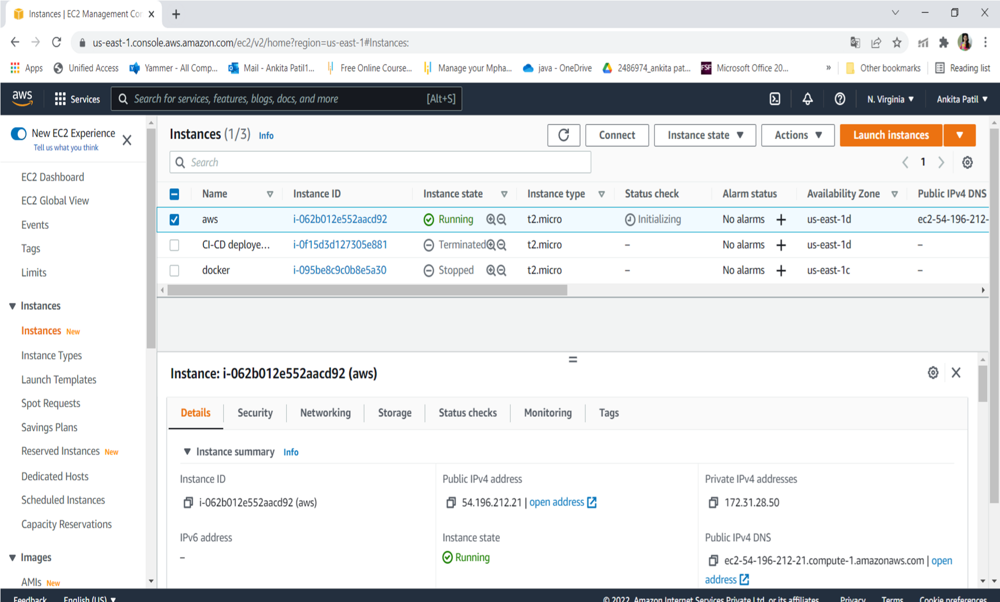 Instances | EC2 Management Cor
us-east-1.console.aws.amazon.com/ec2/v2/home?region=us-east-1#Instances:
Apps Unified Access Yammer - All Comp... Mail - Ankita Patil1... Free Online Course... Manage your Mpha... java - OneDrive 2486974_ankita pat... FSF Microsoft Office 20... » Other bookmarks Reading list
aws Services Search for services, features, blogs, docs, and more [Alt+S] N. Virginia ▼ Ankita Patil ▼
New EC2 Experience
Tell us what you think
EC2 Dashboard
EC2 Global View
Events
Tags
Limits
Instances
Instances New
Instance Types
Launch Templates
Spot Requests
Savings Plans
Reserved Instances New
Dedicated Hosts
Scheduled Instances
Capacity Reservations
Images
AMIs New
Instances (1/3) Info Connect Instance state ▼ Actions ▼ Launch instances ▼
Search 1
Name Instance ID Instance state Instance type Status check Alarm status Availability Zone Public IPv4 DNS
aws i-062b012e552aacd92 Running t2.micro Initializing No alarms + us-east-1d ec2-54-196-212-
CI-CD deploye... i-0f15d3d127305e881 Terminated t2.micro – No alarms + us-east-1d –
docker i-095be8c9c0b8e5a30 Stopped t2.micro – No alarms + us-east-1c –
Instance: i-062b012e552aacd92 (aws)
Details Security Networking Storage Status checks Monitoring Tags
Instance summary Info
Instance ID Public IPv4 address Private IPv4 addresses
i-062b012e552aacd92 (aws) 54.196.212.21 | open address 172.31.28.50
IPv6 address Instance state Public IPv4 DNS
– Running ec2-54-196-212-21.compute-1.amazonaws.com | open
address
Feedback English (US) ▼ © 2022, Amazon Internet Services Private Ltd. or its affiliates. Privacy Terms Cookie preferences